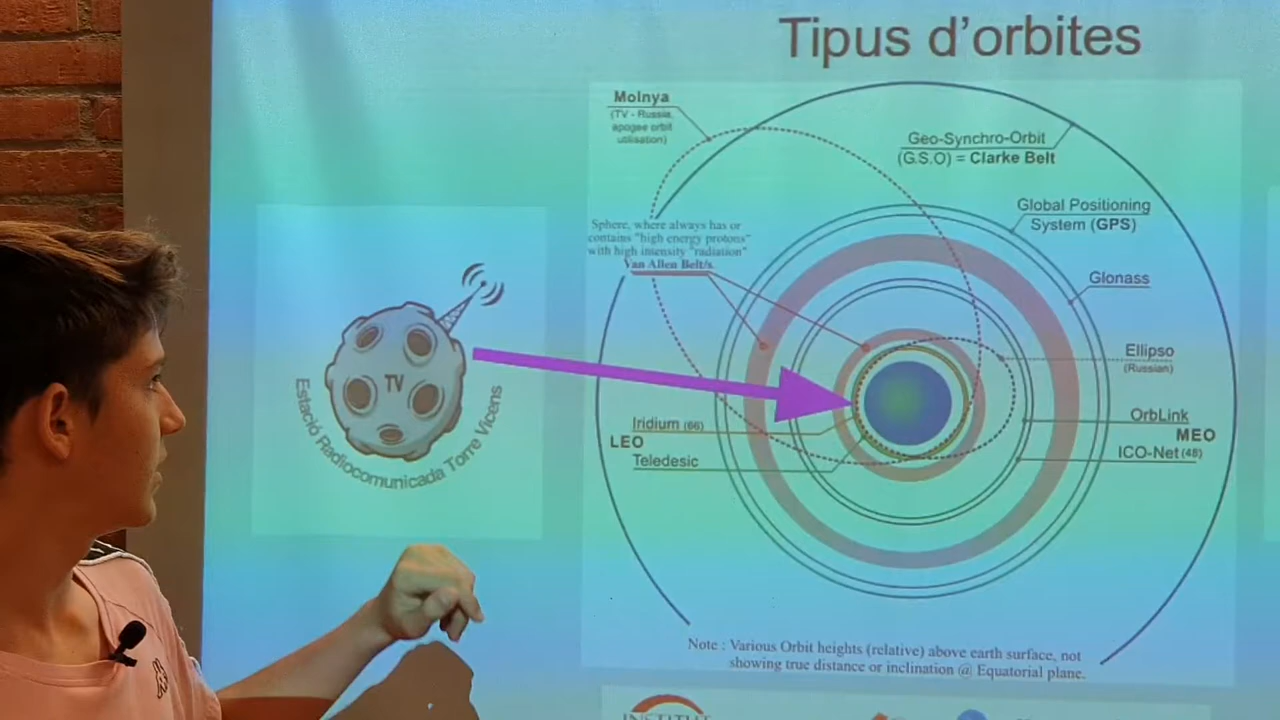 Tipus d'orbites
Molnya
(TV - Russia,
apogee orbit
utilisation)
Geo-Synchro-Orbit
(G.S.O) = Clarke Belt
Global Positioning
System (GPS)
Sphere, where always has or
contains "high energy protons"
with high intensity "radiation"
Van Allen Belt/s.
Glonass
Ellipso
(Russian)
TV
Estació Radiocomunicada Torre Vicens
Iridium (66)
LEO
Teledesic
OrbLink
MEO
ICO-Net (48)
Note : Various Orbit heights (relative) above earth surface, not
showing true distance or inclination @ Equatorial plane.
INSTITUT